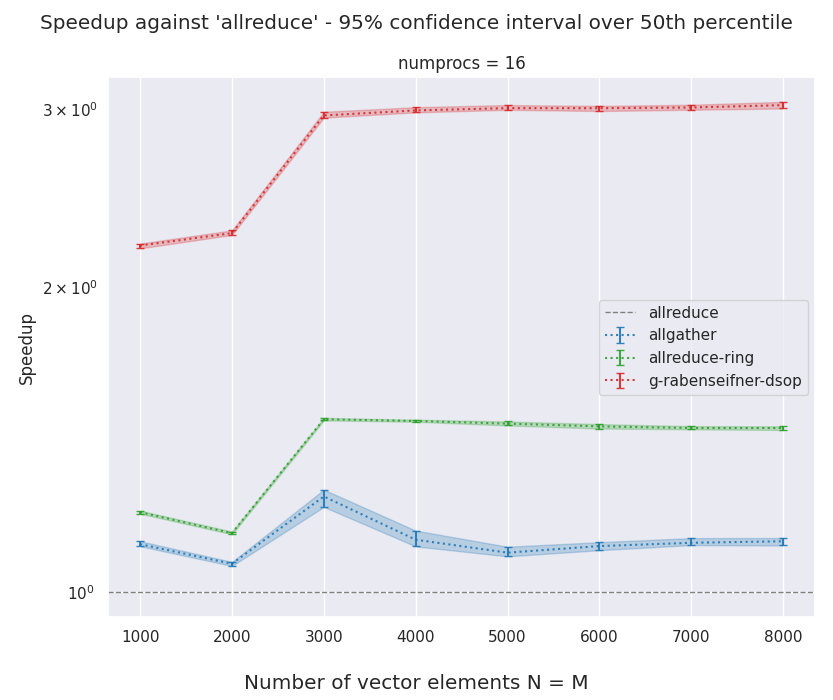 Speedup against 'allreduce' - 95% confidence interval over 50th percentile
numprocs = 16
3 × 10⁰
2 × 10⁰
10⁰
Speedup
allreduce
allgather
allreduce-ring
g-rabenseifner-dsop
1000 2000 3000 4000 5000 6000 7000 8000
Number of vector elements N = M